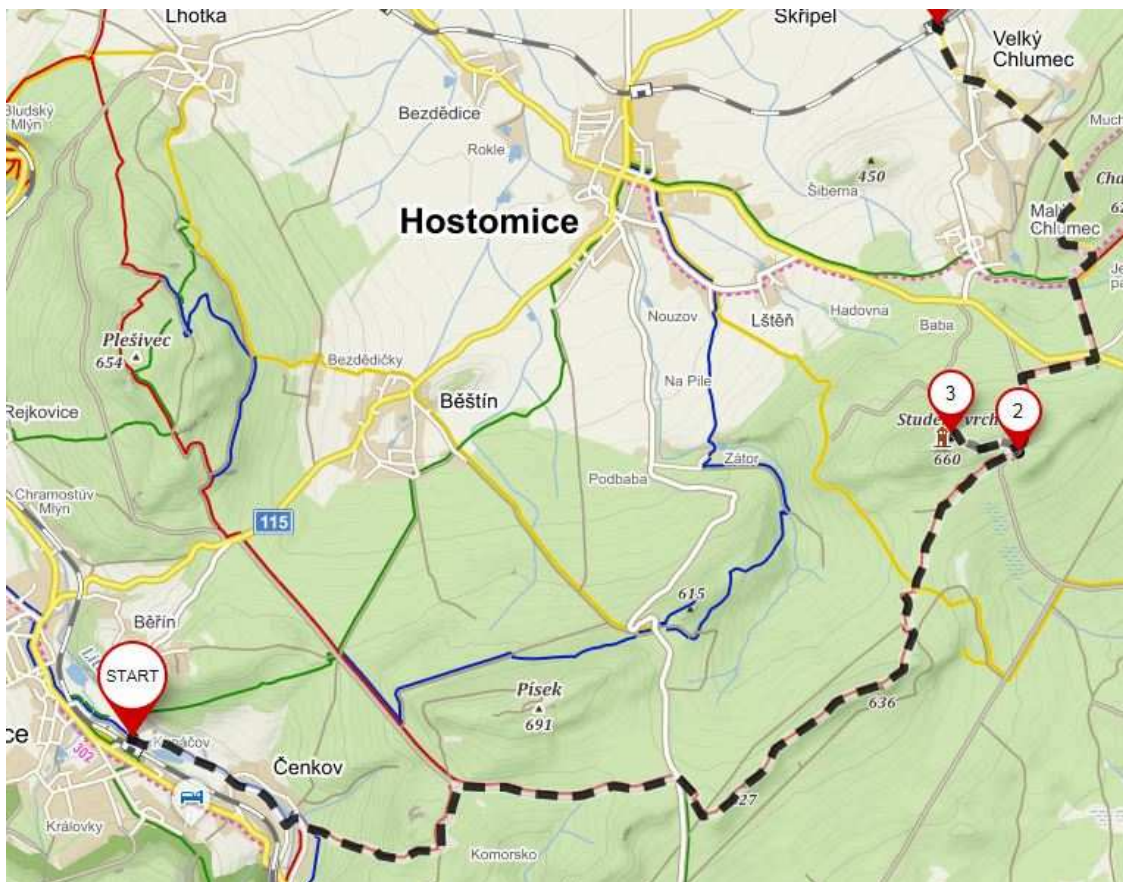 Lhotka
Skřipel
Velký
Chlumec
Bludský
Mlýn
Bezdědice
Rokle
450
Šiberna
Malý
Chlumec
Hostomice
Nouzov
Lštěň
Hadovna
Baba
Plešivec
654
Bezdědičky
Na Pile
Rejkovice
Běštín
3
2
660
Zátor
Podbaba
Chramostův
Mlýn
115
615
Běřín
START
Písek
691
636
302
Čenkov
27
Královky
Komorsko